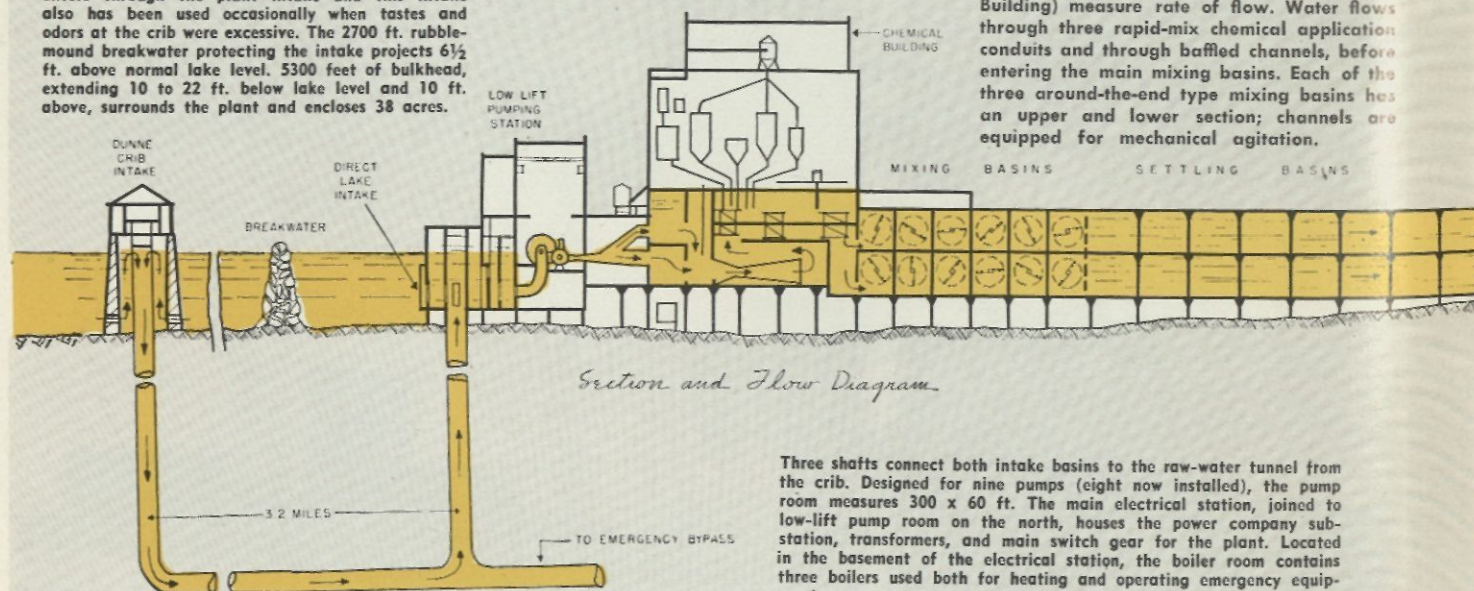 also has been used occasionally when tastes and
odors at the crib were excessive. The 2700 ft. rubble-
mound breakwater protecting the intake projects 6½
ft. above normal lake level. 5300 feet of bulkhead,
extending 10 to 22 ft. below lake level and 10 ft.
above, surrounds the plant and encloses 38 acres.
Building) measure rate of flow. Water flows
through three rapid-mix chemical application
conduits and through baffled channels, before
entering the main mixing basins. Each of the
three around-the-end type mixing basins has
an upper and lower section; channels are
equipped for mechanical agitation.
CHEMICAL
BUILDING
LOW LIFT
PUMPING
STATION
DUNNE
CRIB
INTAKE
DIRECT
LAKE
INTAKE
BREAKWATER
MIXING BASINS
SETTLING BASINS
Section and Flow Diagram
3.2 MILES
TO EMERGENCY BYPASS
Three shafts connect both intake basins to the raw-water tunnel from
the crib. Designed for nine pumps (eight now installed), the pump
room measures 300 x 60 ft. The main electrical station, joined to
low-lift pump room on the north, houses the power company sub-
station, transformers, and main switch gear for the plant. Located
in the basement of the electrical station, the boiler room contains
three boilers used both for heating and operating emergency equip-